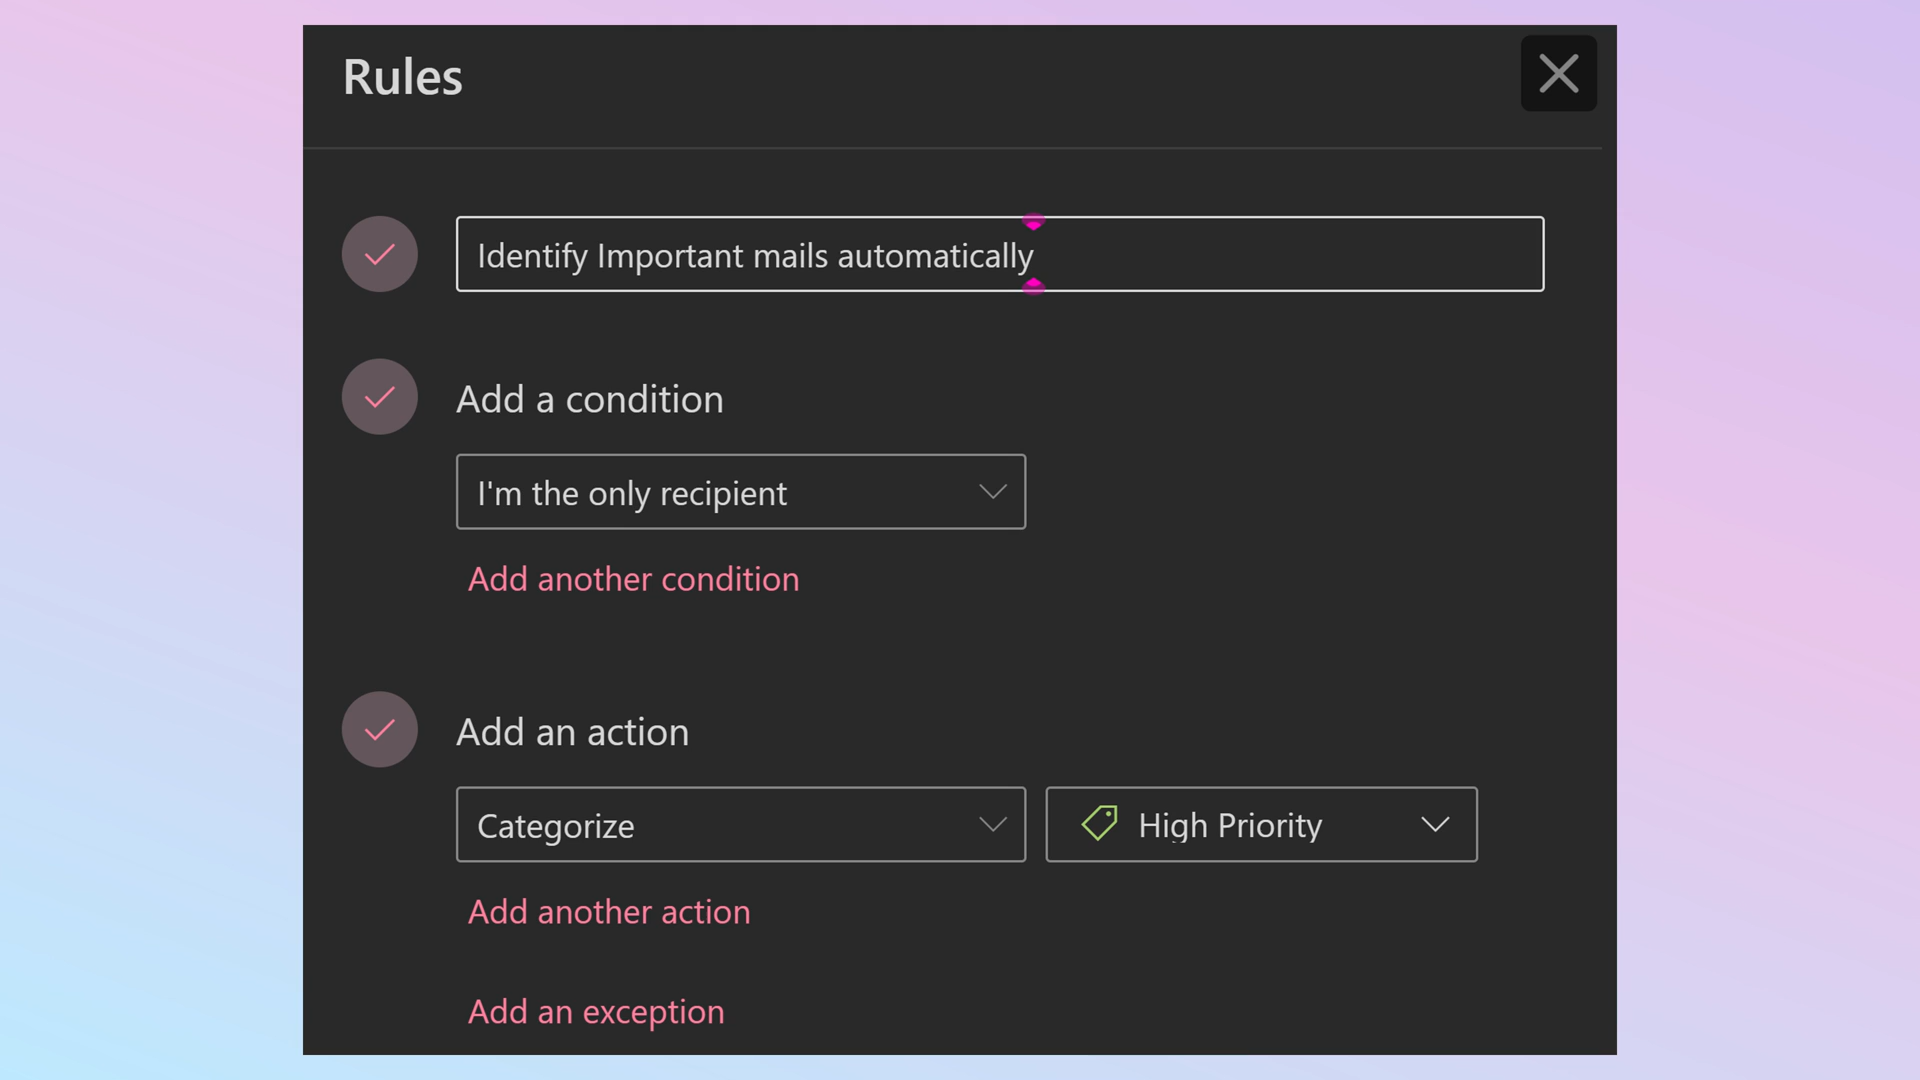 Rules
Identify Important mails automatically
Add a condition
I'm the only recipient
Add another condition
Add an action
Categorize
High Priority
Add another action
Add an exception